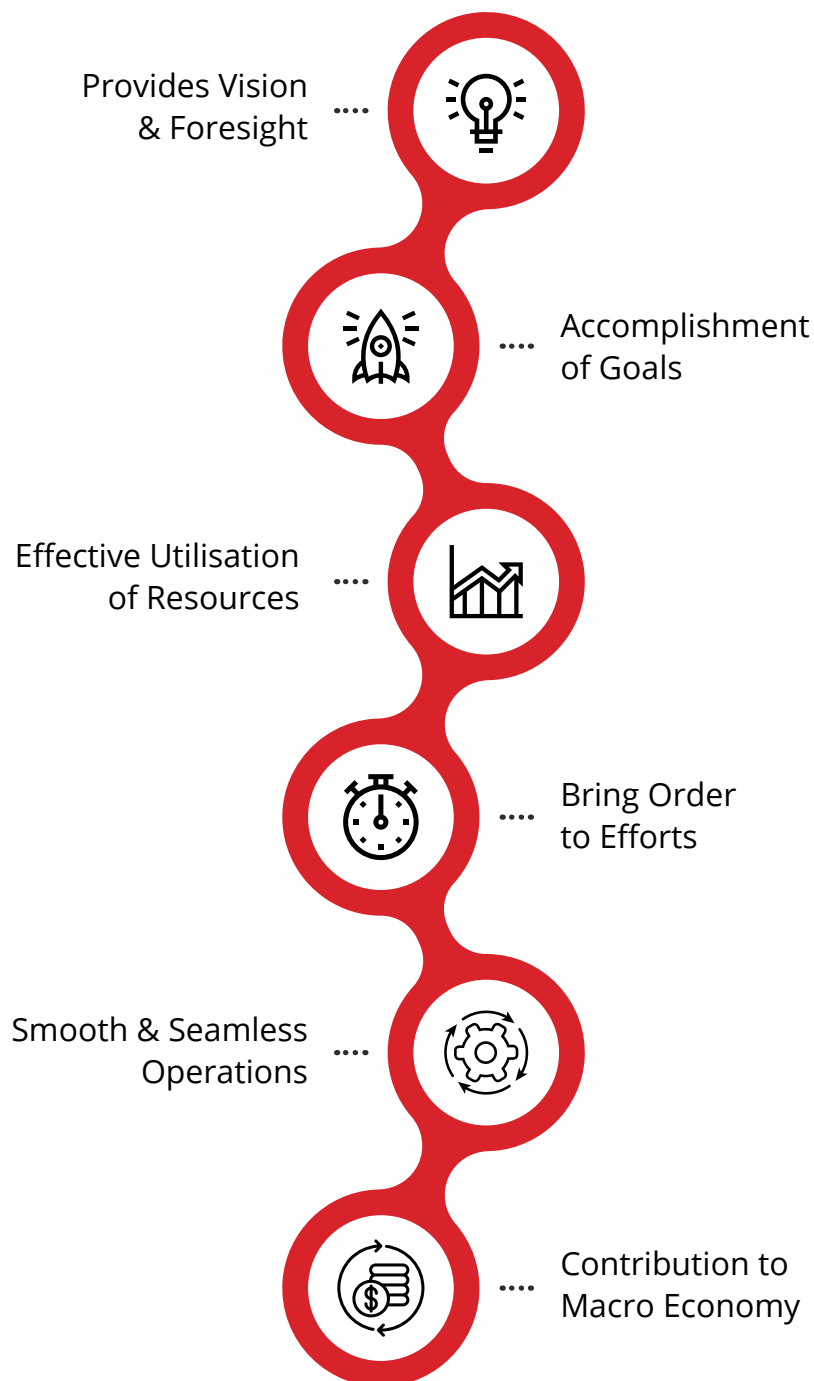 Provides Vision
& Foresight
Accomplishment
of Goals
Effective Utilisation
of Resources
Bring Order
to Efforts
Smooth & Seamless
Operations
Contribution to
Macro Economy